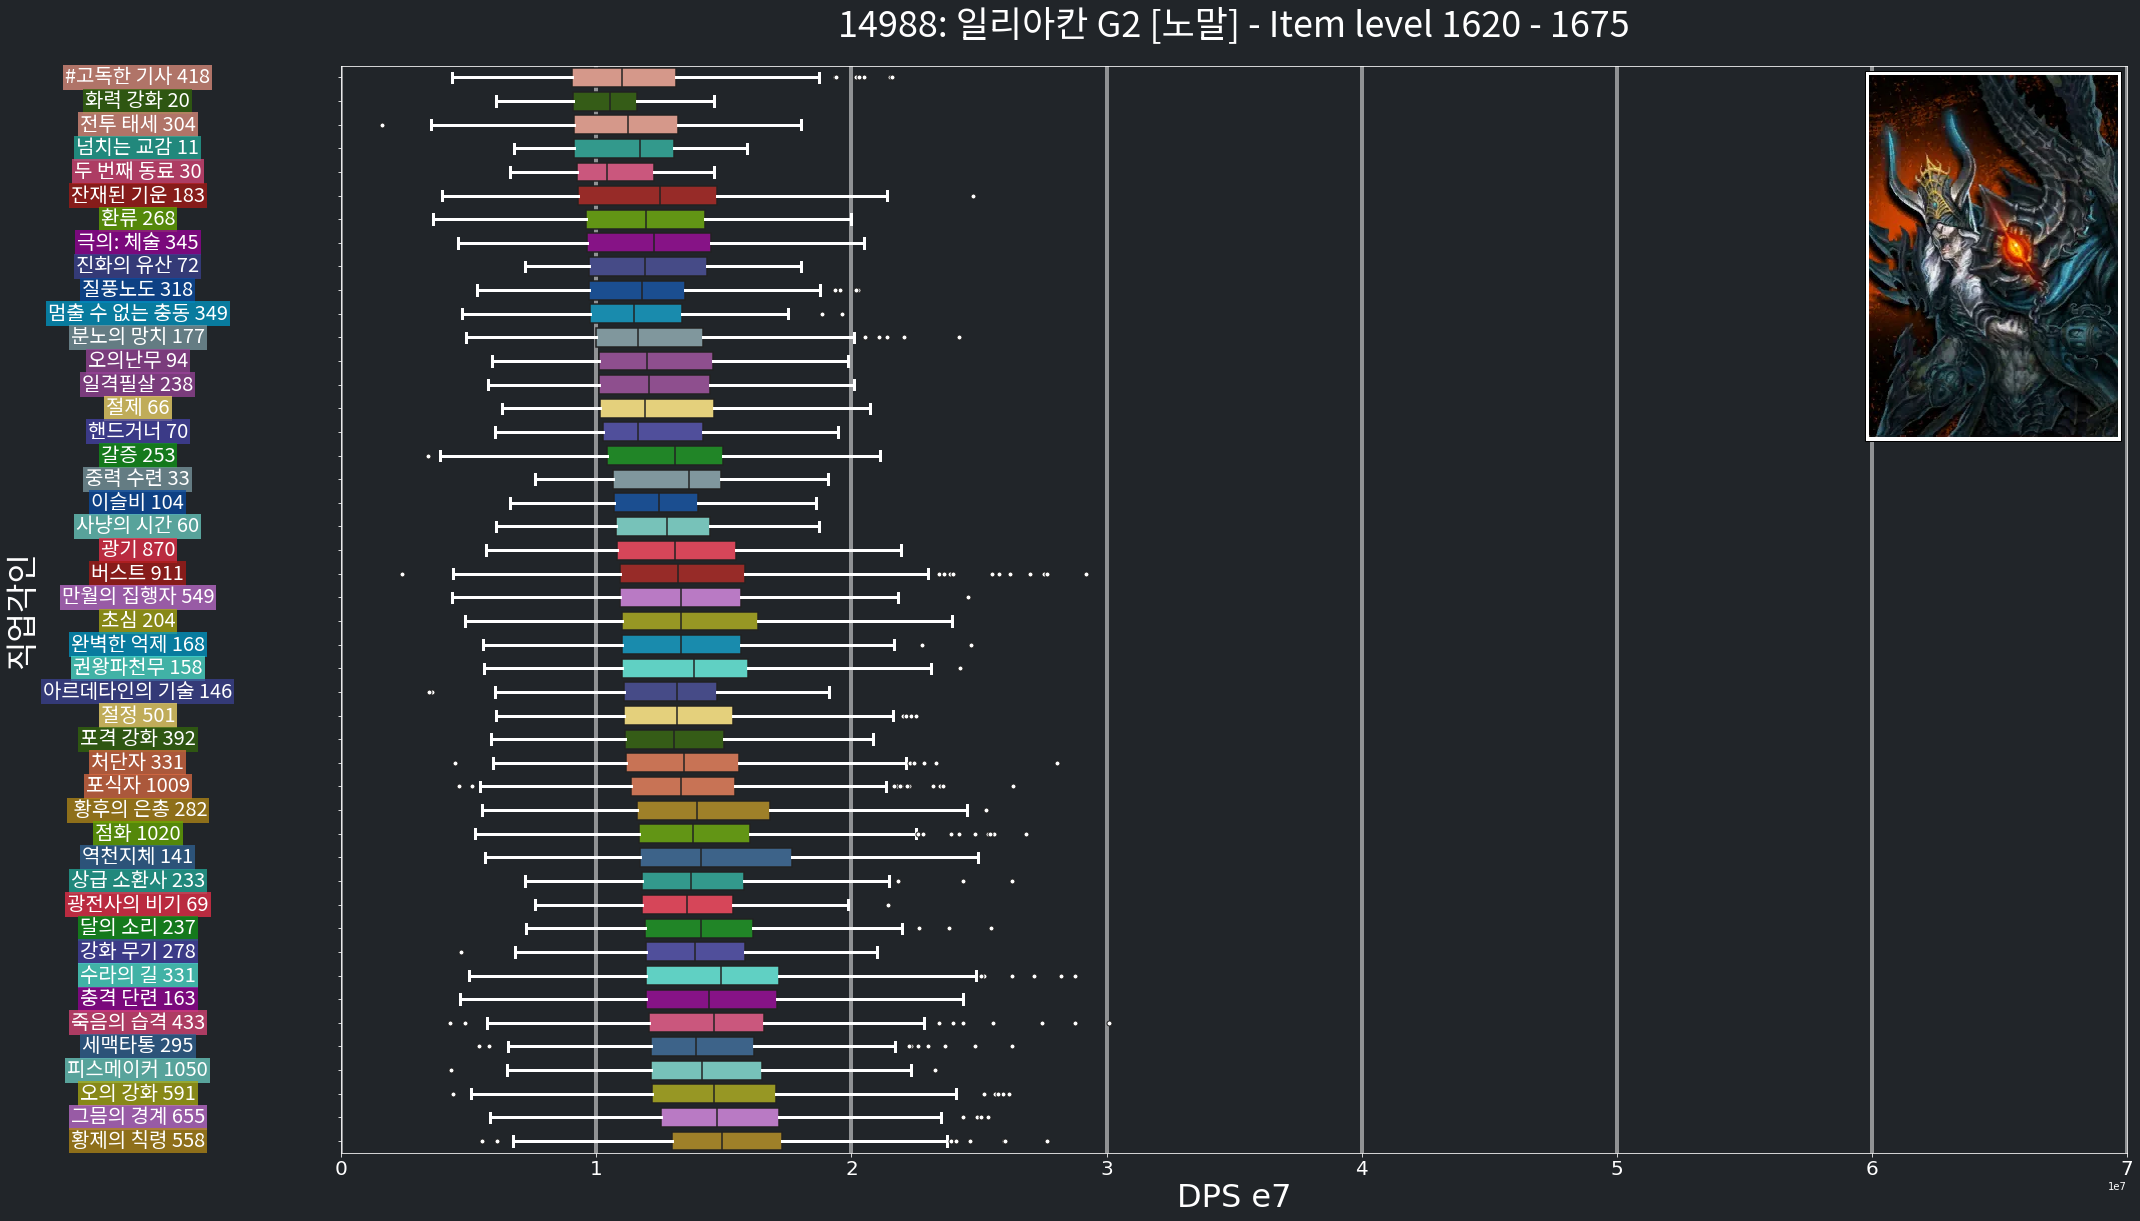 14988: 일리아칸 G2 [노말] - Item level 1620 - 1675
#고독한 기사 418
화력 강화 20
전투 태세 304
넘치는 교감 11
두 번째 동료 30
잔재된 기운 183
환류 268
극의: 체술 345
진화의 유산 72
질풍노도 318
멈출 수 없는 충동 349
분노의 망치 177
오의난무 94
일격필살 238
절제 66
핸드거너 70
갈증 253
중력 수련 33
이슬비 104
사냥의 시간 60
광기 870
버스트 911
만월의 집행자 549
초심 204
완벽한 억제 168
권왕파천무 158
아르데타인의 기술 146
절정 501
포격 강화 392
처단자 331
포식자 1009
황후의 은총 282
점화 1020
역천지체 141
상급 소환사 233
광전사의 비기 69
달의 소리 237
강화 무기 278
수라의 길 331
충격 단련 163
죽음의 습격 433
세맥타통 295
피스메이커 1050
오의 강화 591
그믐의 경계 655
황제의 칙령 558
직업각인
0 1 2 3 4 5 6 7
1e7
DPS e7